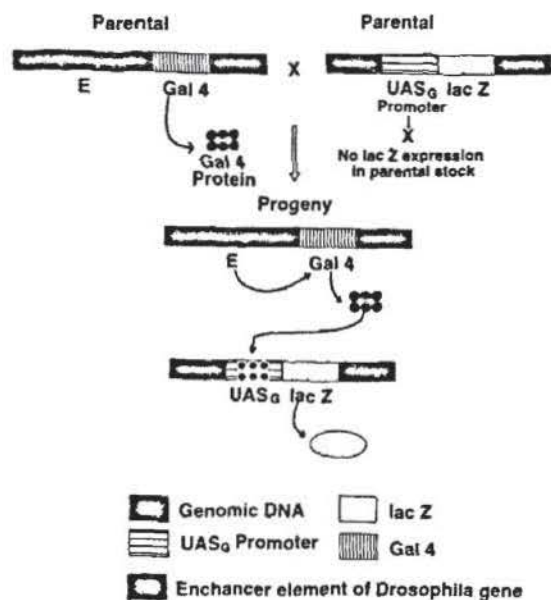 Parental
Parental
E
Gal 4
X
UASG lac Z
Promoter
X
No lac Z expression
in parental stock
Gal 4
Protein
Progeny
E
Gal 4
UASG lac Z
Genomic DNA
lac Z
UASG Promoter
Gal 4
Enchancer element of Drosophila gene